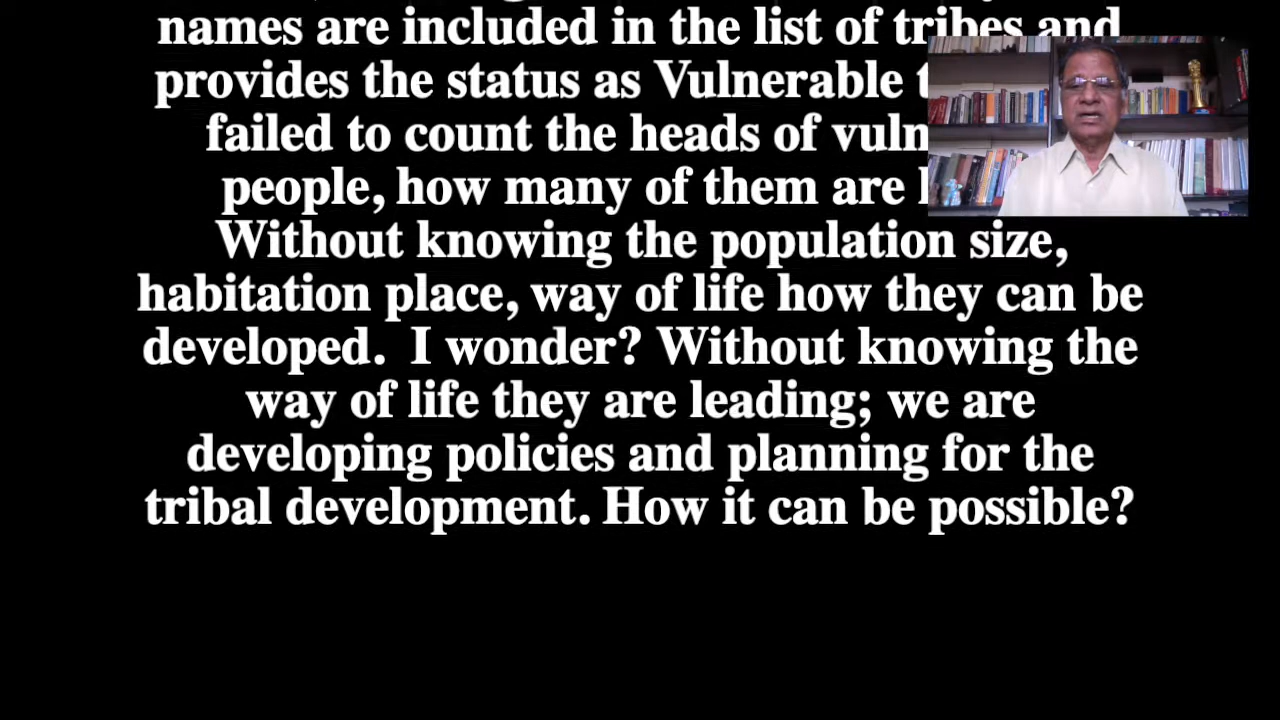 names are included in the list of tribes and
provides the status as Vulnerable
failed to count the heads of
people, how many of them are
Without knowing the population size,
habitation place, way of life how they can be
developed. I wonder? Without knowing the
way of life they are leading; we are
developing policies and planning for the
tribal development. How it can be possible?